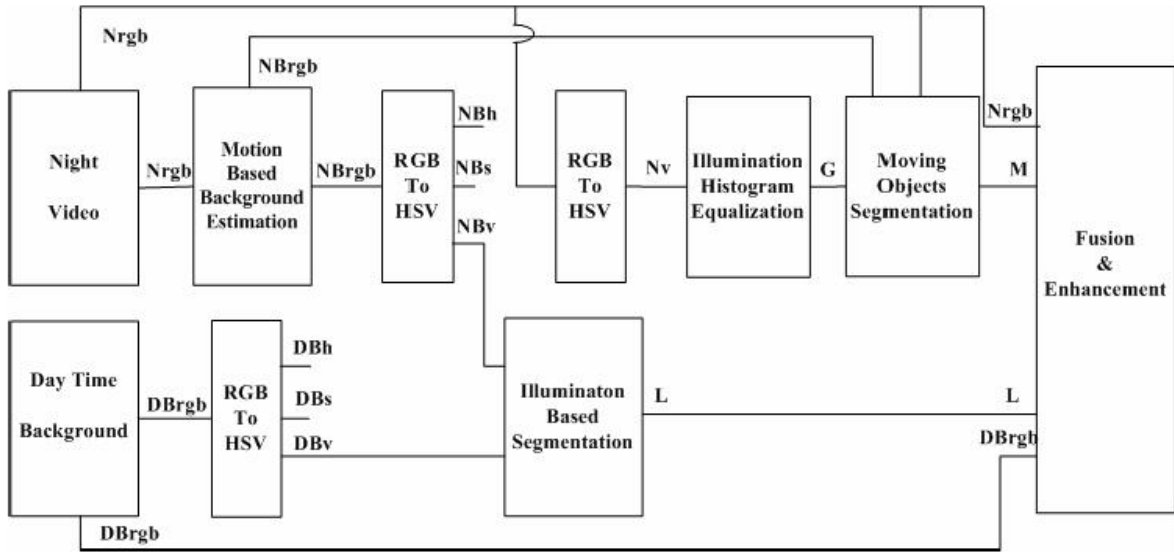 Nrgb
NBrgb
Night
Video
Nrgb
Motion
Based
Background
Estimation
NBrgb
RGB
To
HSV
NBh
NBs
NBv
RGB
To
HSV
Nv
Illumination
Histogram
Equalization
G
Moving
Objects
Segmentation
Nrgb
M
Fusion
&
Enhancement
Day Time
Background
DBrgb
RGB
To
HSV
DBh
DBs
DBv
Illuminaton
Based
Segmentation
L
L
DBrgb
DBrgb